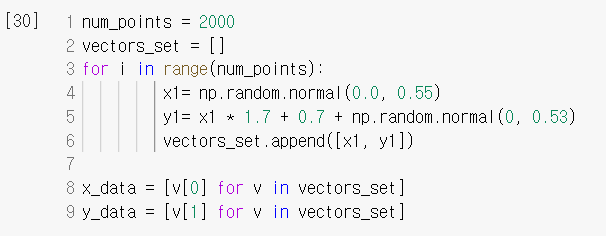 [30] 1 num_points = 2000
2 vectors_set = []
3 for i in range(num_points):
4 x1= np.random.normal(0.0, 0.55)
5 y1= x1 * 1.7 + 0.7 + np.random.normal(0, 0.53)
6 vectors_set.append([x1, y1])
7
8 x_data = [v[0] for v in vectors_set]
9 y_data = [v[1] for v in vectors_set]